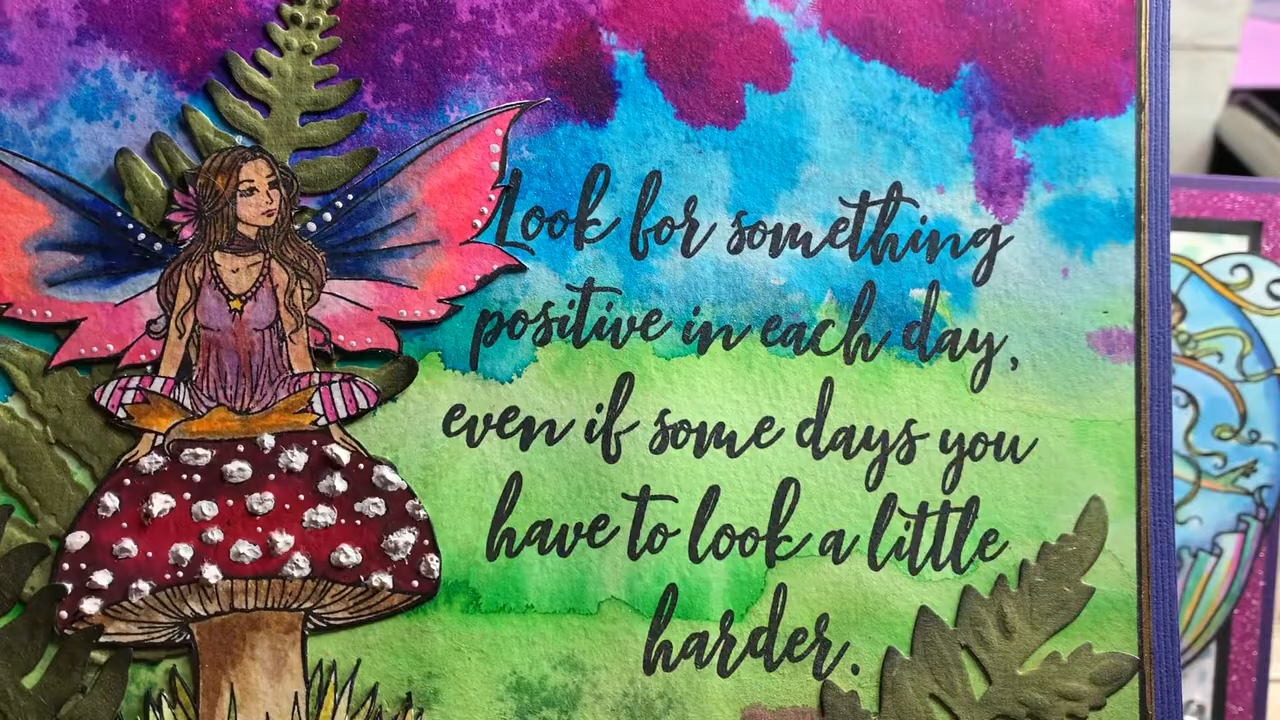 Look for something
positive in each day,
even if some days you
have to look a little
harder.